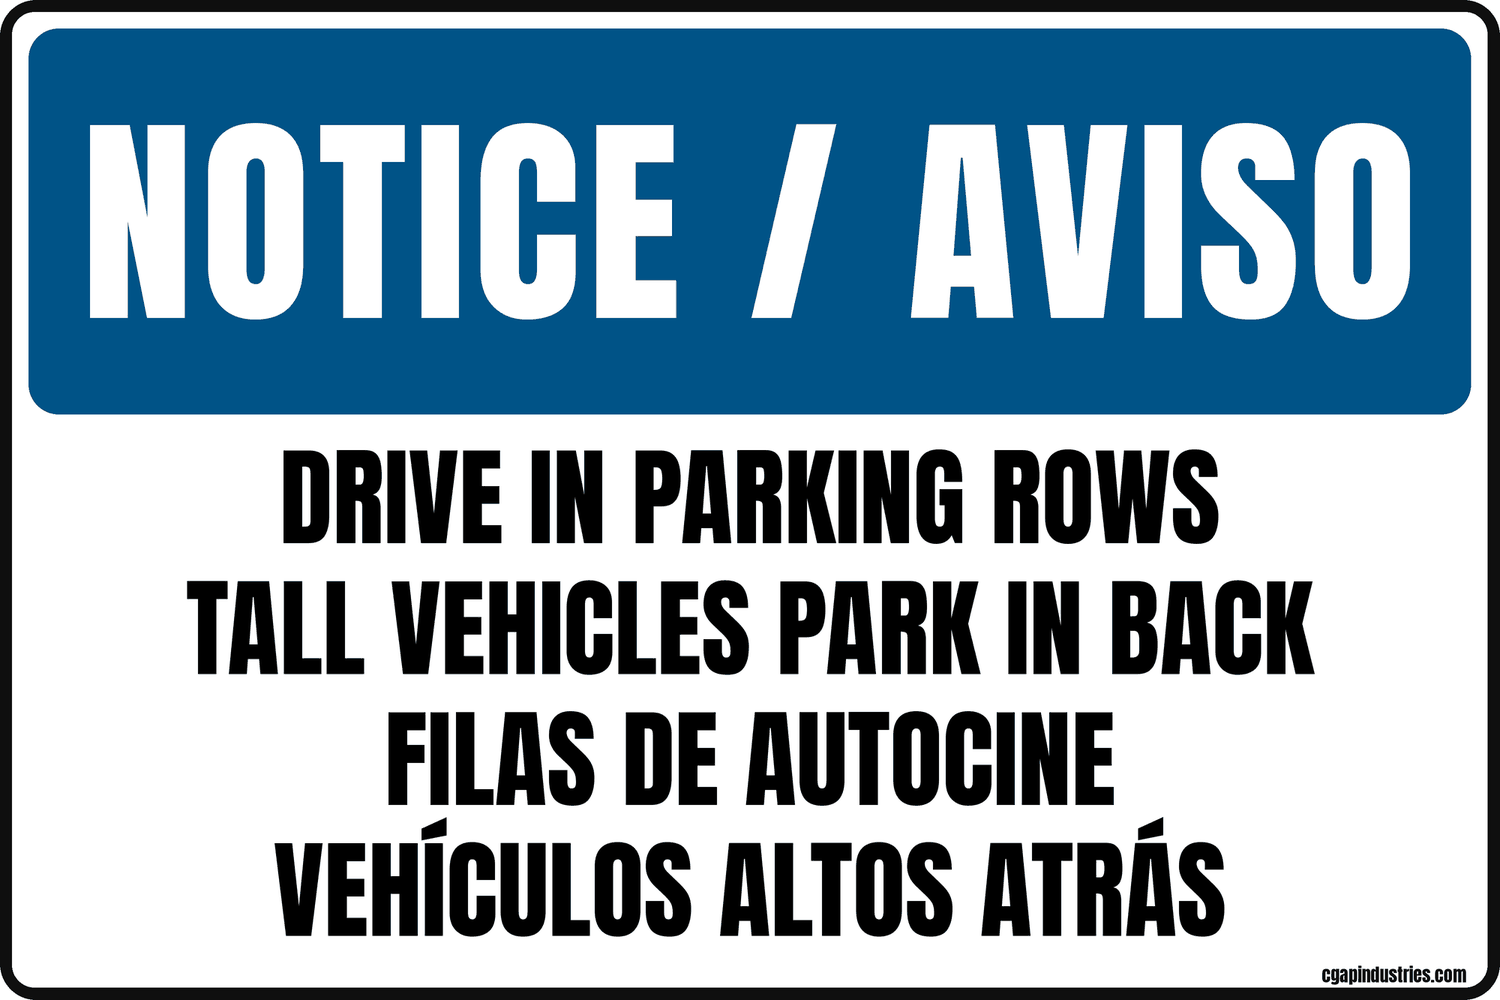 NOTICE / AVISO
DRIVE IN PARKING ROWS
TALL VEHICLES PARK IN BACK
FILAS DE AUTOCINE
VEHÍCULOS ALTOS ATRÁS
cgapindustries.com